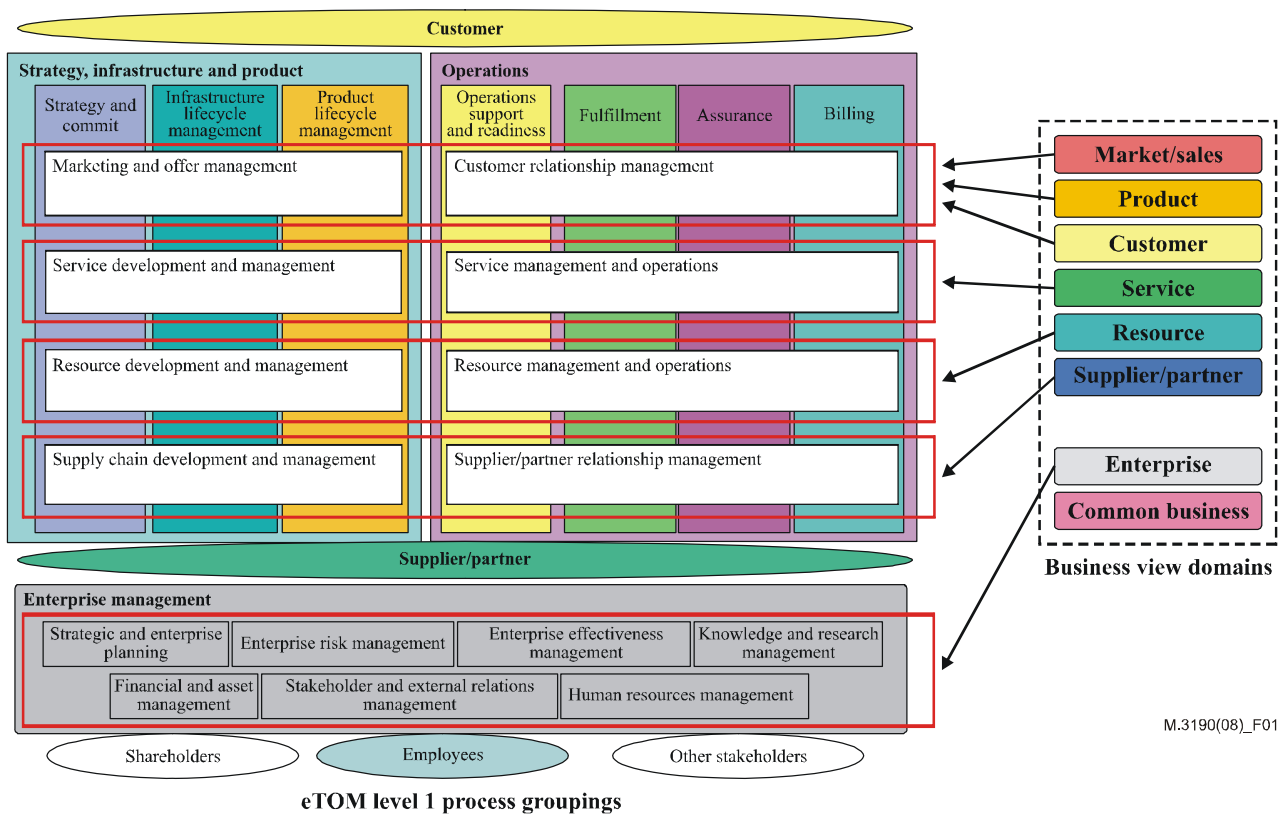 Customer
Strategy, infrastructure and product
Strategy and
commit
Infrastructure
lifecycle
management
Product
lifecycle
management
Operations
Operations
support
and readiness
Fulfillment
Assurance
Billing
Marketing and offer management
Customer relationship management
Service development and management
Service management and operations
Resource development and management
Resource management and operations
Supply chain development and management
Supplier/partner relationship management
Supplier/partner
Enterprise management
Strategic and enterprise
planning
Enterprise risk management
Enterprise effectiveness
management
Knowledge and research
management
Financial and asset
management
Stakeholder and external relations
management
Human resources management
Shareholders
Employees
Other stakeholders
eTOM level 1 process groupings
Market/sales
Product
Customer
Service
Resource
Supplier/partner
Enterprise
Common business
Business view domains
M.3190(08)_F01